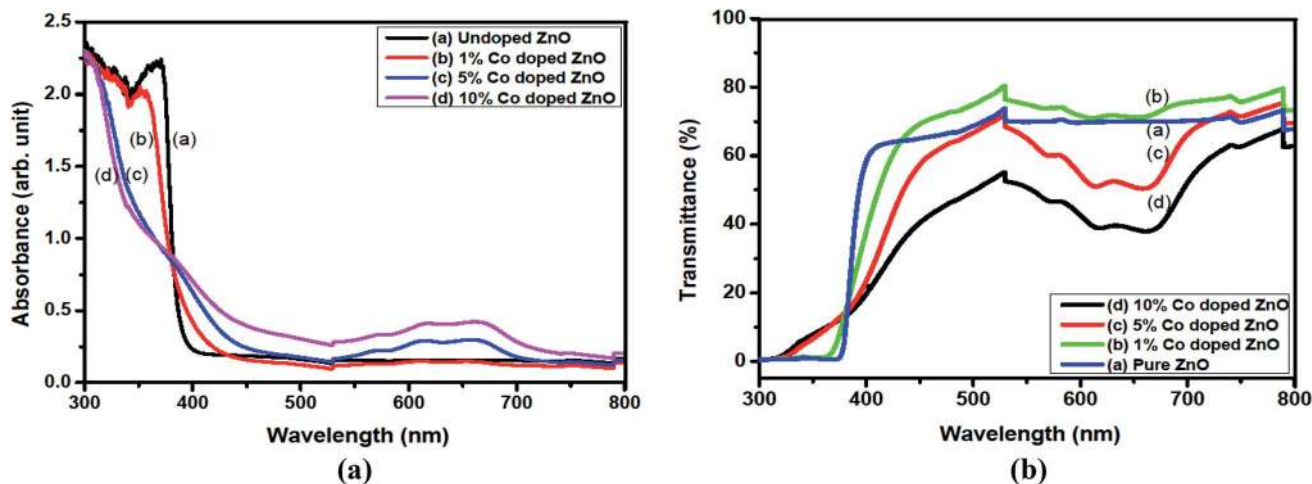 2.5
2.0
1.5
1.0
0.5
0.0
Absorbance (arb. unit)
(a) Undoped ZnO
(b) 1% Co doped ZnO
(c) 5% Co doped ZnO
(d) 10% Co doped ZnO
(b)
(a)
(d)
(c)
300
400
500
600
700
800
Wavelength (nm)
(a)
100
80
60
40
20
0
Transmittance (%)
(b)
(a)
(c)
(d)
(d) 10% Co doped ZnO
(c) 5% Co doped ZnO
(b) 1% Co doped ZnO
(a) Pure ZnO
300
400
500
600
700
800
Wavelength (nm)
(b)